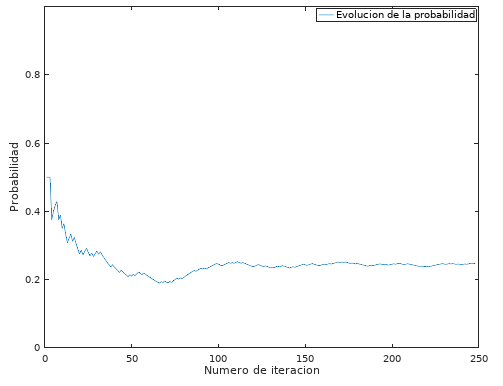 Evolucion de la probabilidad
0.8
0.6
0.4
0.2
0
Probabilidad
0 50 100 150 200 250
Numero de iteracion